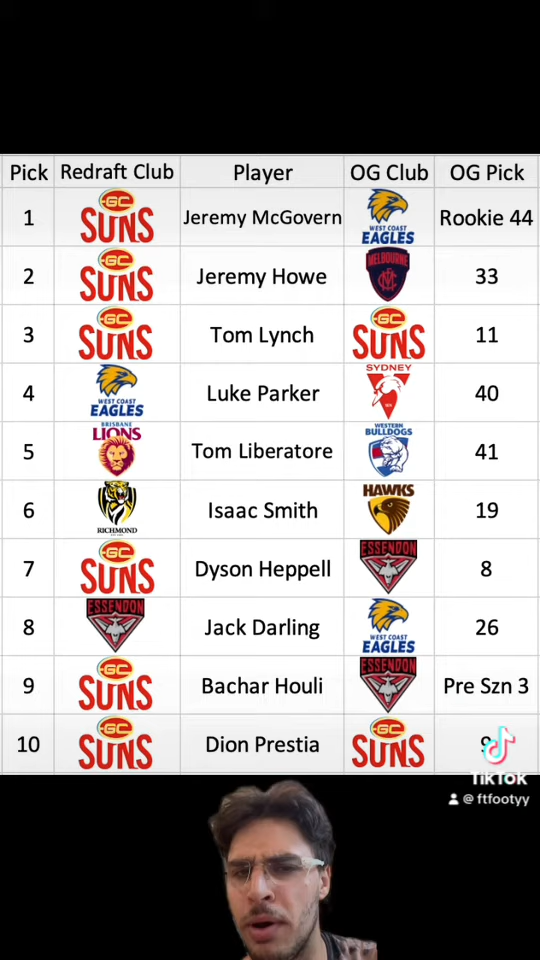 Pick Redraft Club Player OG Club OG Pick
1 GC SUNS Jeremy McGovern WEST COAST EAGLES Rookie 44
2 GC SUNS Jeremy Howe MELBOURNE 33
3 GC SUNS Tom Lynch GC SUNS 11
4 WEST COAST EAGLES Luke Parker SYDNEY 40
5 BRISBANE LIONS Tom Liberatore WESTERN BULLDOGS 41
6 RICHMOND Isaac Smith HAWKS 19
7 GC SUNS Dyson Heppell ESSENDON 8
8 ESSENDON Jack Darling WEST COAST EAGLES 26
9 GC SUNS Bachar Houli ESSENDON Pre Szn 3
10 GC SUNS Dion Prestia GC SUNS 9
TikTok
@ ftfootyy